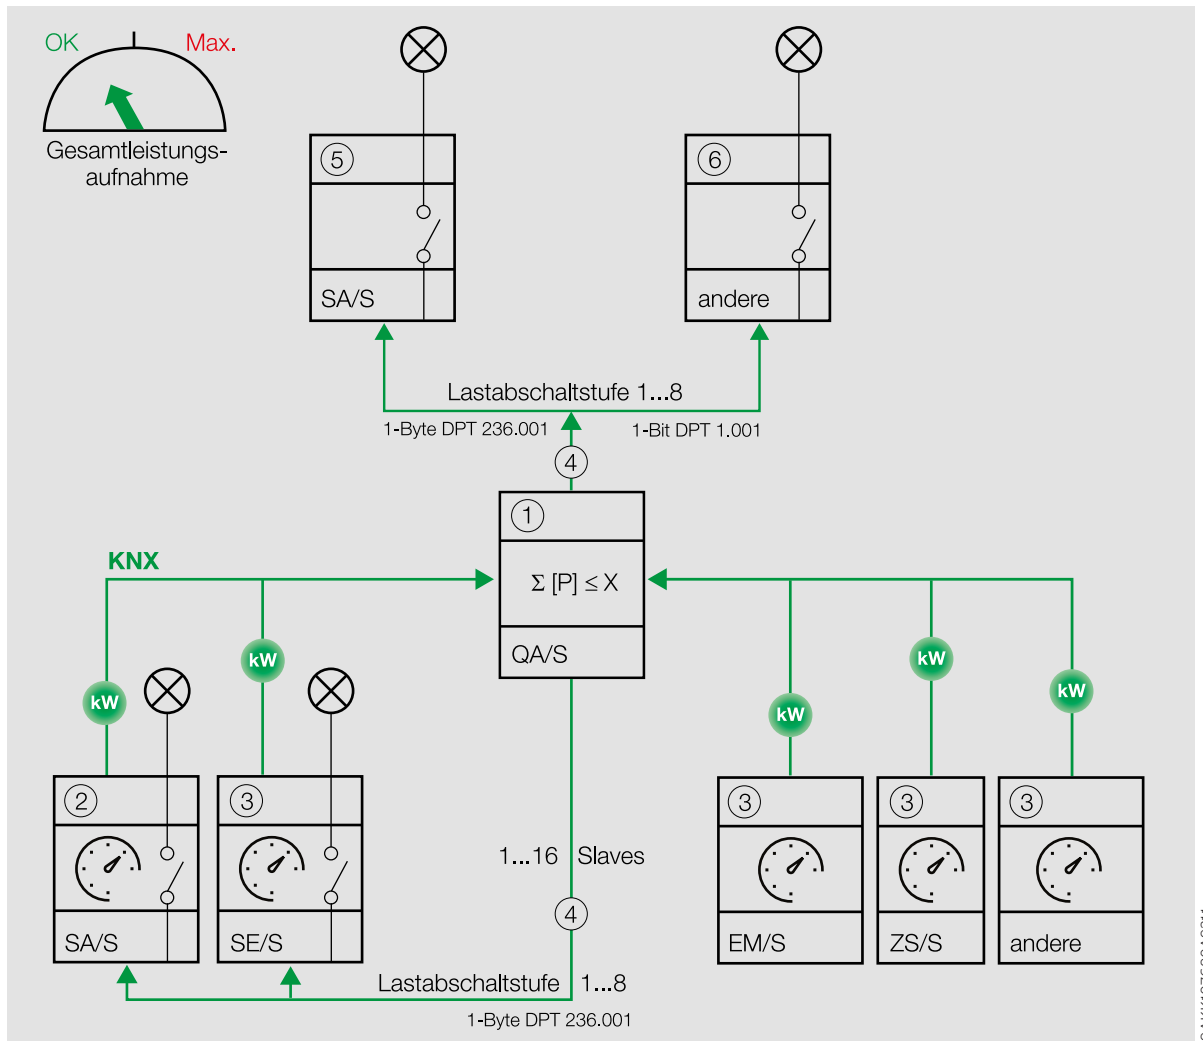 OK
Max.
Gesamtleistungs-
aufnahme
5
SA/S
6
andere
Lastabschaltstufe 1...8
1-Byte DPT 236.001
1-Bit DPT 1.001
4
1
Σ [P] ≤ X
QA/S
KNX
kW
kW
kW
kW
kW
2
SA/S
3
SE/S
1...16 Slaves
4
Lastabschaltstufe 1...8
1-Byte DPT 236.001
3
EM/S
3
ZS/S
3
andere